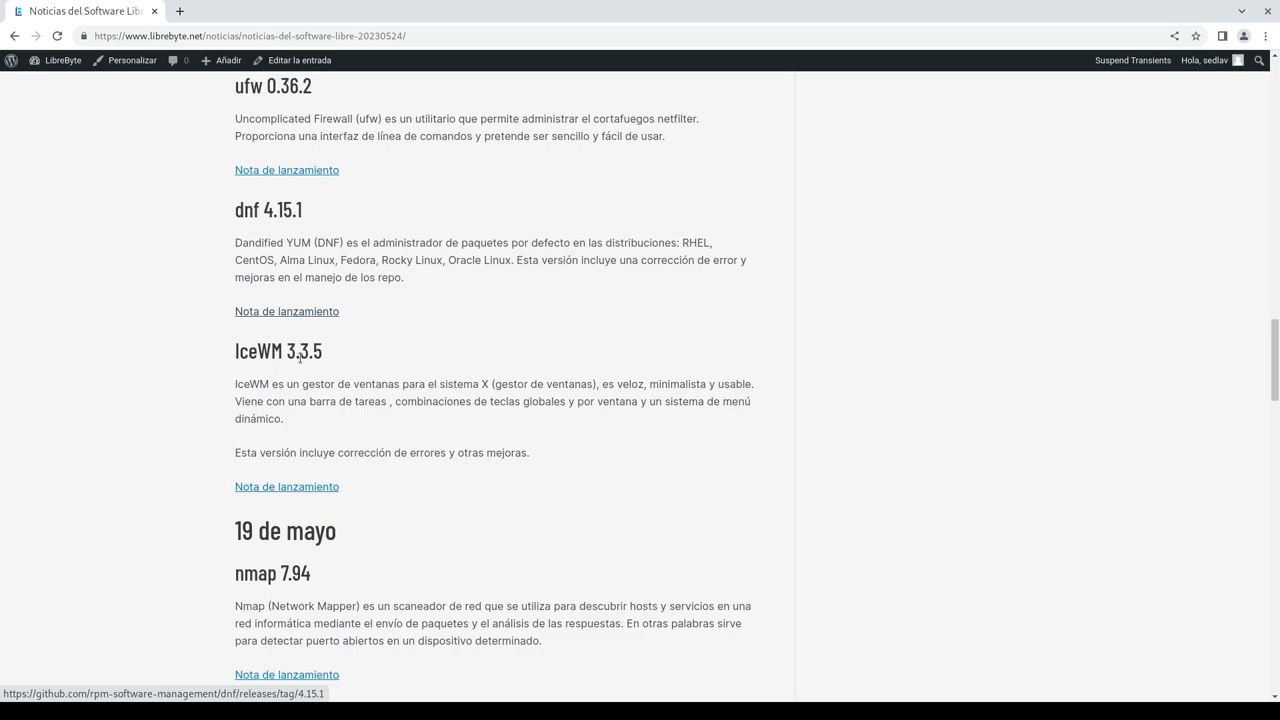 Noticias del Software Libr
https://www.librebyte.net/noticias/noticias-del-software-libre-20230524/
LibreByte Personalizar 0 Añadir Editar la entrada Suspend Transients Hola, sedlav
ufw 0.36.2
Uncomplicated Firewall (ufw) es un utilitario que permite administrar el cortafuegos netfilter.
Proporciona una interfaz de línea de comandos y pretende ser sencillo y fácil de usar.
Nota de lanzamiento
dnf 4.15.1
Dandified YUM (DNF) es el administrador de paquetes por defecto en las distribuciones: RHEL,
CentOS, Alma Linux, Fedora, Rocky Linux, Oracle Linux. Esta versión incluye una corrección de error y
mejoras en el manejo de los repo.
Nota de lanzamiento
IceWM 3.3.5
IceWM es un gestor de ventanas para el sistema X (gestor de ventanas), es veloz, minimalista y usable.
Viene con una barra de tareas , combinaciones de teclas globales y por ventana y un sistema de menú
dinámico.
Esta versión incluye corrección de errores y otras mejoras.
Nota de lanzamiento
19 de mayo
nmap 7.94
Nmap (Network Mapper) es un scaneador de red que se utiliza para descubrir hosts y servicios en una
red informática mediante el envío de paquetes y el análisis de las respuestas. En otras palabras sirve
para detectar puerto abiertos en un dispositivo determinado.
Nota de lanzamiento
https://github.com/rpm-software-management/dnf/releases/tag/4.15.1